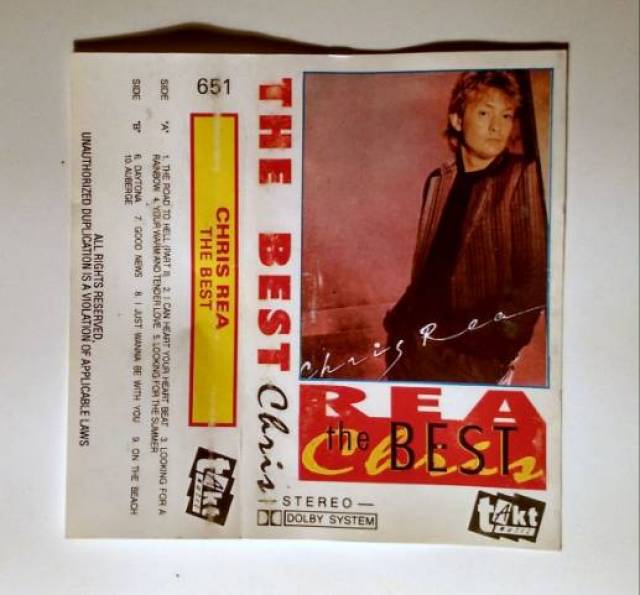 651
THE BEST Chris
Chris Rea
REA
Chris
the BEST
STEREO
DOLBY SYSTEM
takt
music
CHRIS REA
THE BEST
takt
music
SIDE "A" 1. THE ROAD TO HELL (PART II) 2. I CAN HEART YOUR HEART BEAT 3. LOOKING FOR A
RAINBOW 4. YOUR WARM AND TENDER LOVE 5. LOOKING FOR THE SUMMER
SIDE "B" 6. DAYTONA 7. GOOD NEWS 8. I JUST WANNA BE WITH YOU 9. ON THE BEACH
10. AUBERGE
ALL RIGHTS RESERVED.
UNAUTHORIZED DUPLICATION IS A VIOLATION OF APPLICABLE LAWS